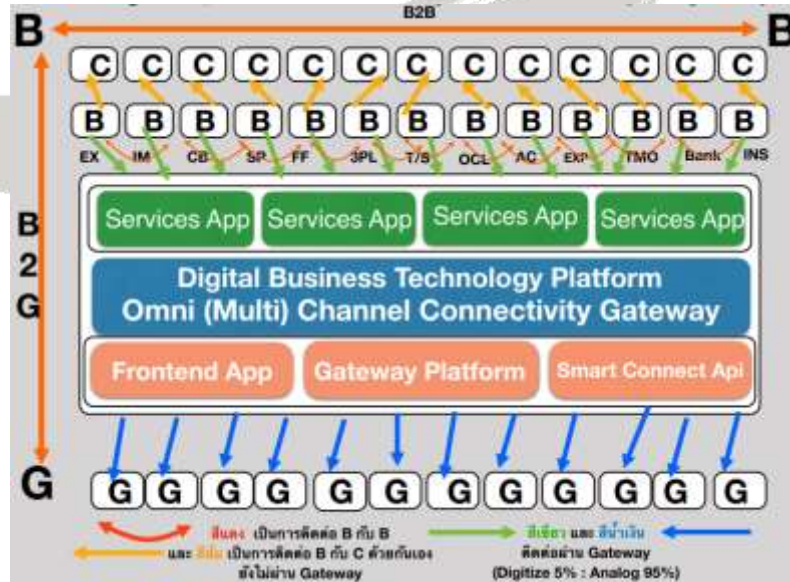 B2B
B B
C C C C C C C C C C C C C
B B B B B B B B B B B B B
EX IM CB SP FF 3PL T/S OCL AC EXP TMO Bank INS
B
2
G
Services App Services App Services App Services App
Digital Business Technology Platform
Omni (Multi) Channel Connectivity Gateway
Frontend App Gateway Platform Smart Connect Api
G
G G G G G G G G G G G G
สีแดง เป็นการติดต่อ B กับ B
และ สีส้ม เป็นการติดต่อ B กับ C ด้วยกันเอง
ยังไม่ผ่าน Gateway
สีเขียว และ สีน้ำเงิน
ติดต่อผ่าน Gateway
(Digitize 5% : Analog 95%)